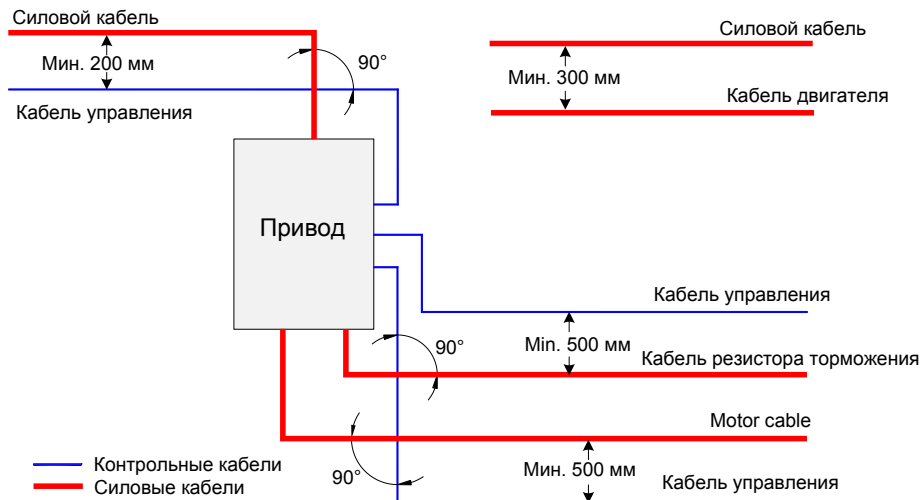 Силовой кабель
Мин. 200 мм
90°
Кабель управления
Силовой кабель
Мин. 300 мм
Кабель двигателя
Привод
Кабель управления
Min. 500 мм
90°
Кабель резистора торможения
Motor cable
90°
Мин. 500 мм
Кабель управления
Контрольные кабели
Силовые кабели